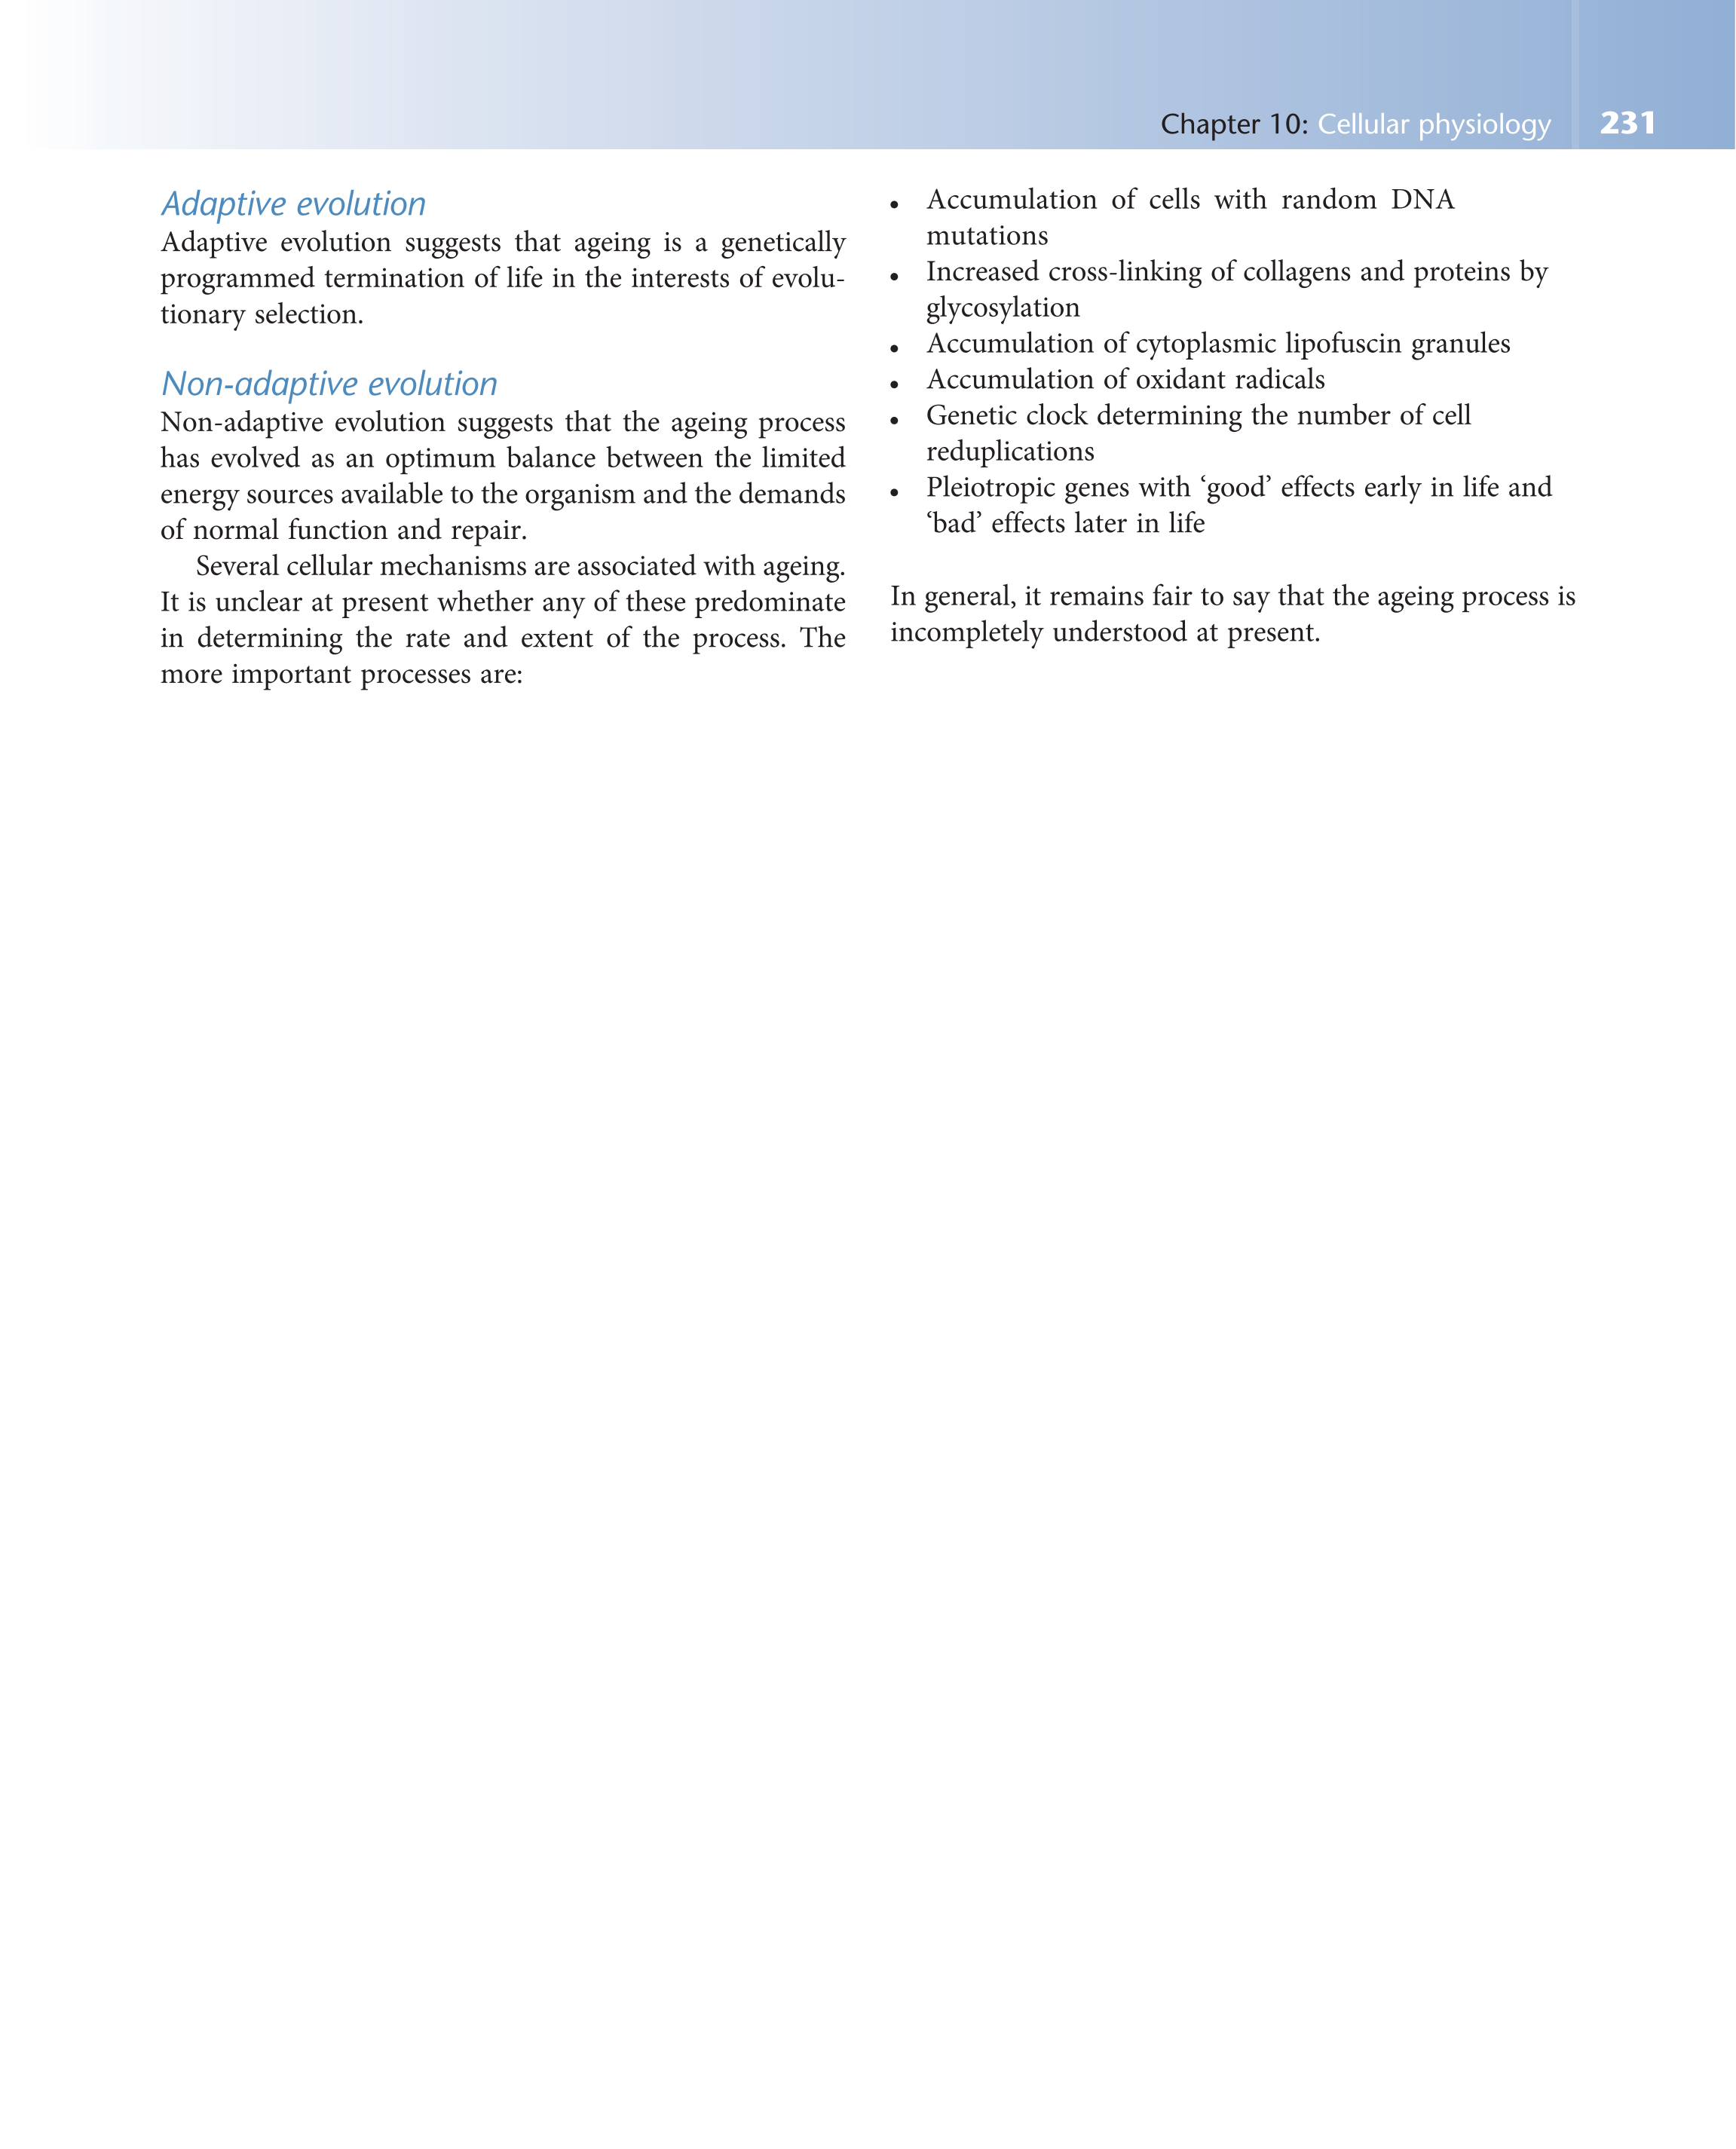 Chapter 10: Cellular physiology 231
Adaptive evolution
Adaptive evolution suggests that ageing is a genetically
programmed termination of life in the interests of evolu-
tionary selection.
Non-adaptive evolution
Non-adaptive evolution suggests that the ageing process
has evolved as an optimum balance between the limited
energy sources available to the organism and the demands
of normal function and repair.
Several cellular mechanisms are associated with ageing.
It is unclear at present whether any of these predominate
in determining the rate and extent of the process. The
more important processes are:
• Accumulation of cells with random DNA
mutations
• Increased cross-linking of collagens and proteins by
glycosylation
• Accumulation of cytoplasmic lipofuscin granules
• Accumulation of oxidant radicals
• Genetic clock determining the number of cell
reduplications
• Pleiotropic genes with ‘good’ effects early in life and
‘bad’ effects later in life
In general, it remains fair to say that the ageing process is
incompletely understood at present.